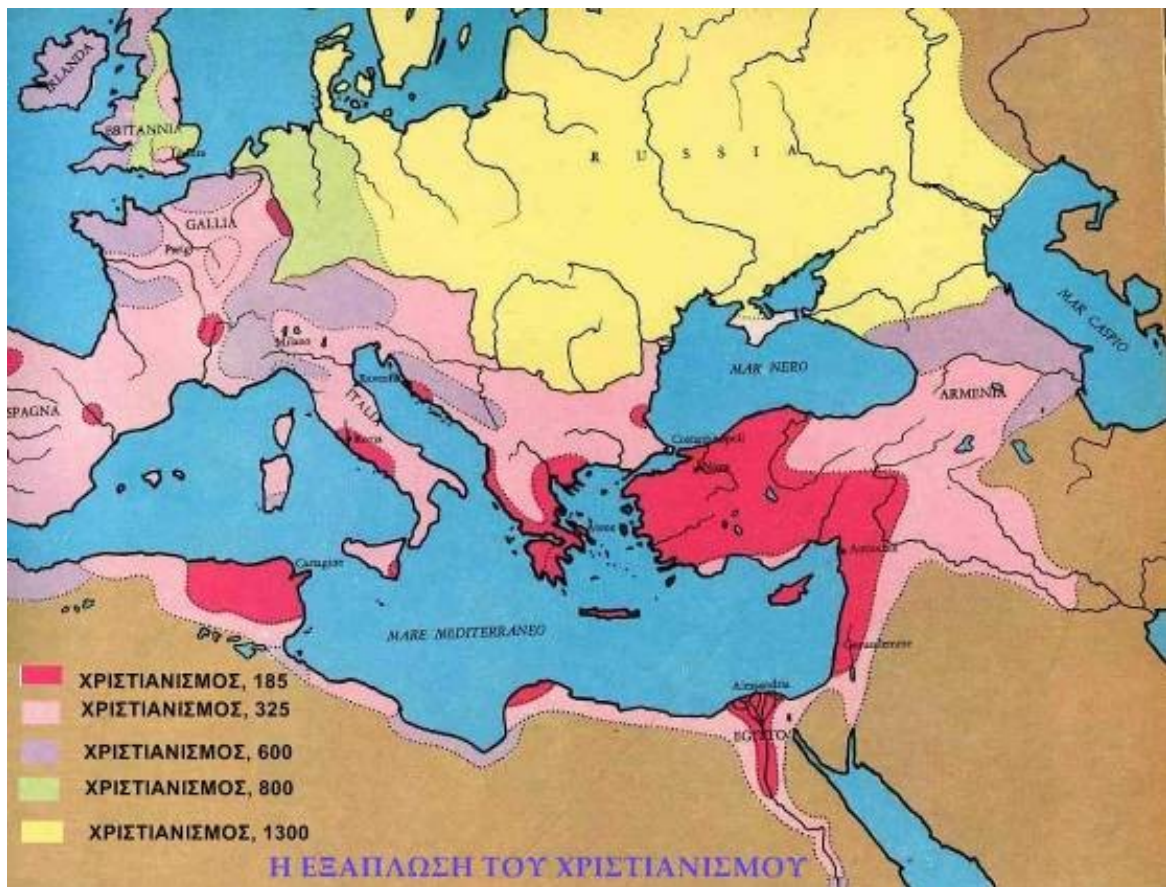 IRLANDA
BRITANNIA
RUSSIA
GALLIA
Parigi
MAR CASPIO
Milano
MAR NERO
ARMENIA
SPAGNA
Ravenna
ITALIA
Roma
Costantinopoli
Atene
Antiochia
Cartagine
MARE MEDITERRANEO
Gerusalemme
Alessandria
EGITTO
ΧΡΙΣΤΙΑΝΙΣΜΟΣ, 185
ΧΡΙΣΤΙΑΝΙΣΜΟΣ, 325
ΧΡΙΣΤΙΑΝΙΣΜΟΣ, 600
ΧΡΙΣΤΙΑΝΙΣΜΟΣ, 800
ΧΡΙΣΤΙΑΝΙΣΜΟΣ, 1300
Η ΕΞΑΠΛΩΣΗ ΤΟΥ ΧΡΙΣΤΙΑΝΙΣΜΟΥ